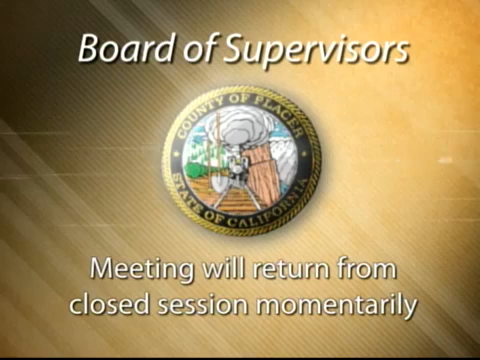 Board of Supervisors
COUNTY OF PLACER
STATE OF CALIFORNIA
Meeting will return from
closed session momentarily